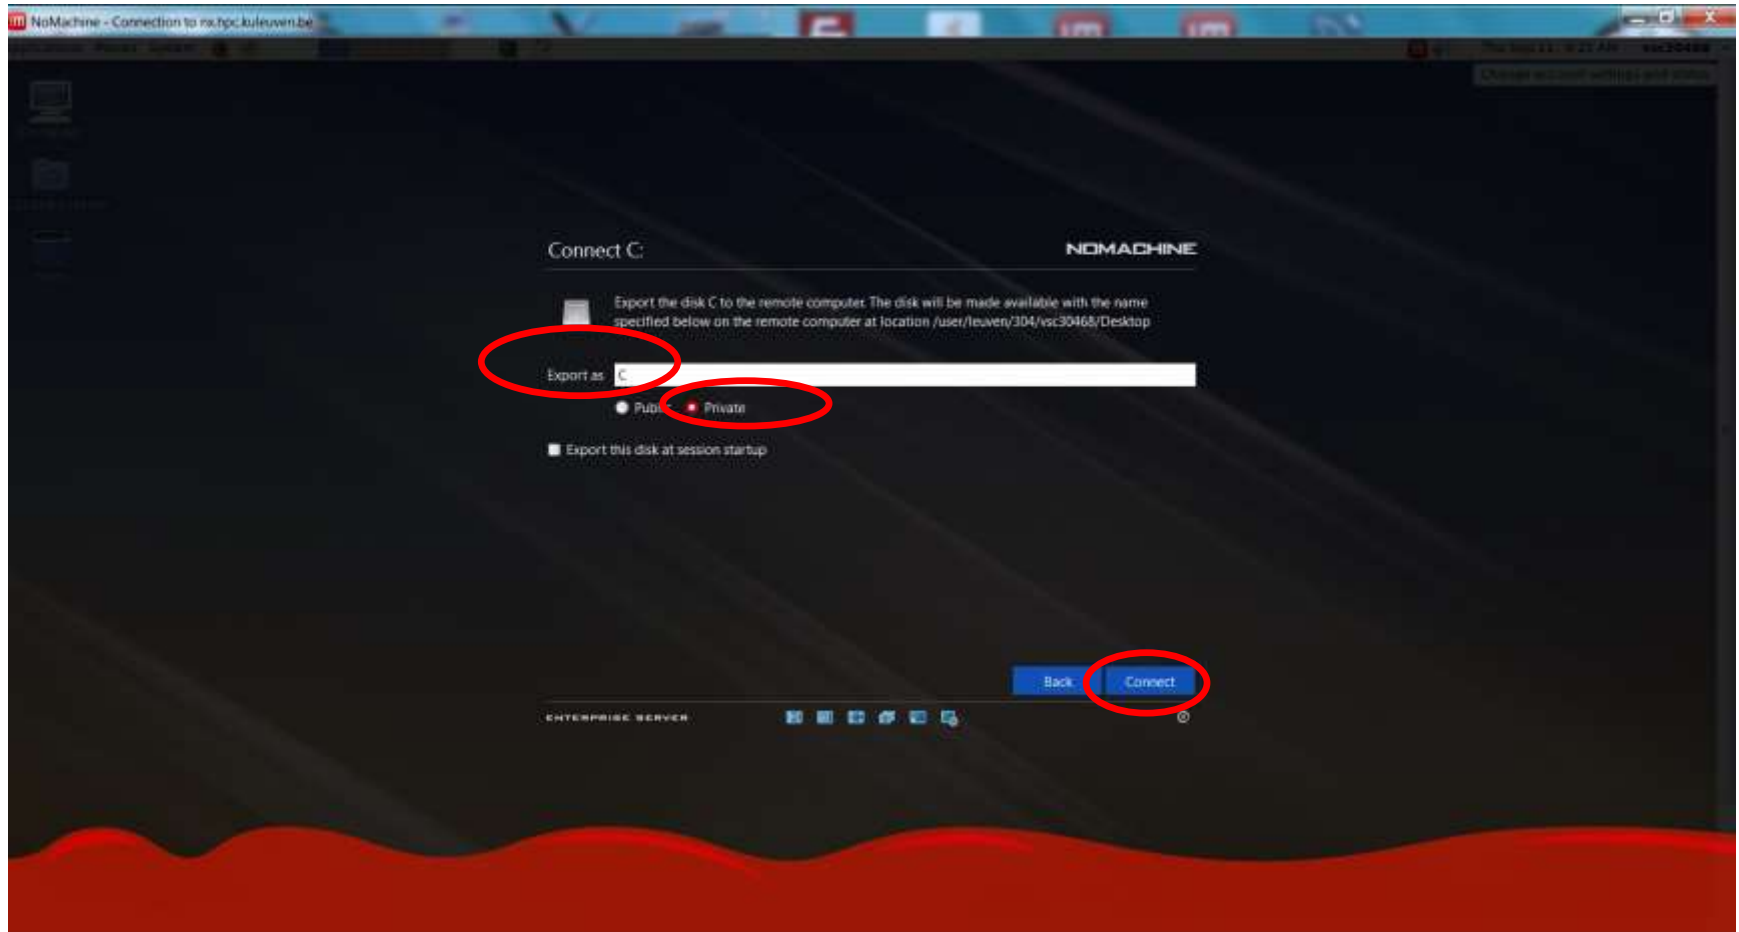 NoMachine - Connection to nx.hpc.kuleuven.be
Connect C:
NOMACHINE
Export the disk C to the remote computer. The disk will be made available with the name
specified below on the remote computer at location /user/leuven/304/vsc30468/Desktop
Export as C
Public Private
Export this disk at session startup
Back Connect
ENTERPRISE SERVER